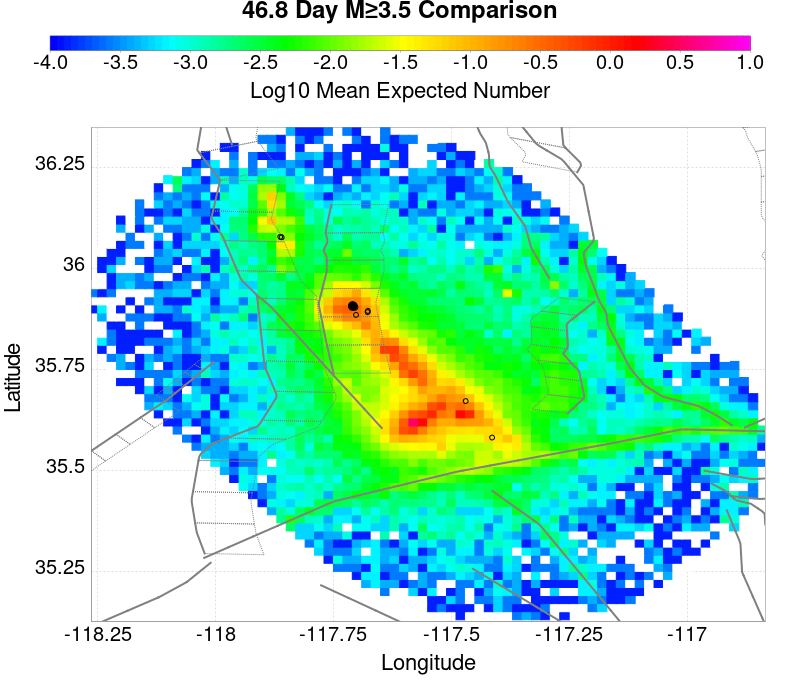 46.8 Day M≥3.5 Comparison
-4.0 -3.5 -3.0 -2.5 -2.0 -1.5 -1.0 -0.5 0.0 0.5 1.0
Log10 Mean Expected Number
36.25
36
35.75
35.5
35.25
Latitude
-118.25 -118 -117.75 -117.5 -117.25 -117
Longitude